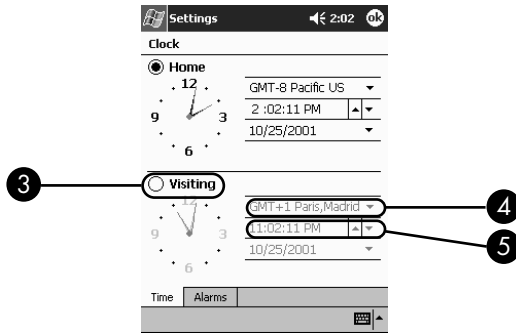 Settings 2:02 ok
Clock
Home
12
9 3
6
GMT-8 Pacific US
2 :02:11 PM
10/25/2001
3 Visiting
12
9 3
6
GMT+1 Paris,Madrid 4
11:02:11 PM 5
10/25/2001
Time Alarms